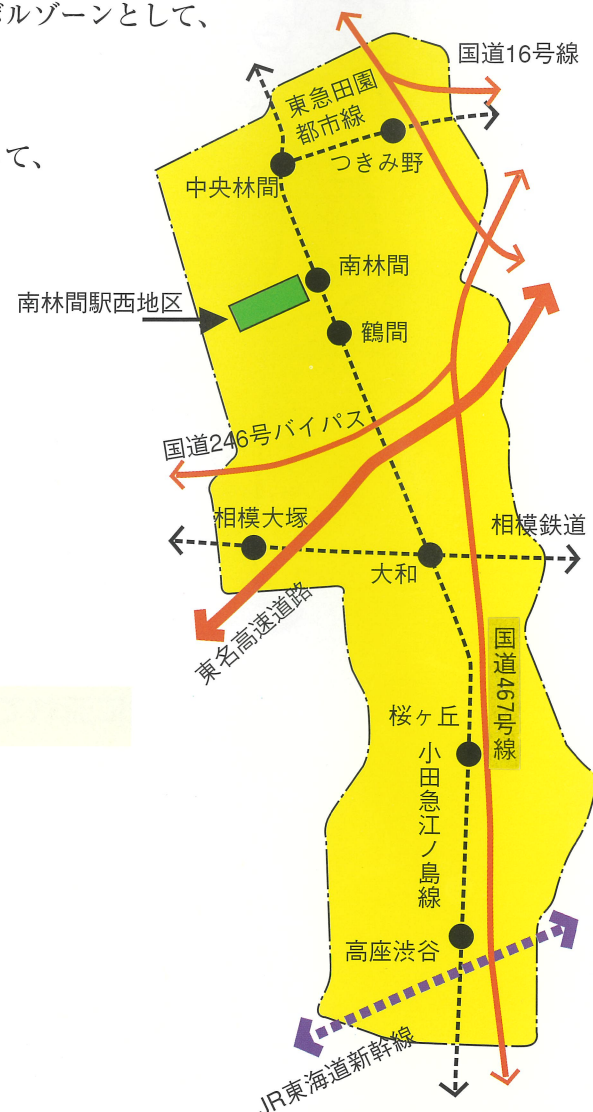 ルゾーンとして、
て、
国道16号線
東急田園
都市線
つきみ野
中央林間
南林間
南林間駅西地区
鶴間
国道246号バイパス
相模大塚
相模鉄道
大和
東名高速道路
国道467号線
桜ヶ丘
小田急江ノ島線
高座渋谷
JR東海道新幹線